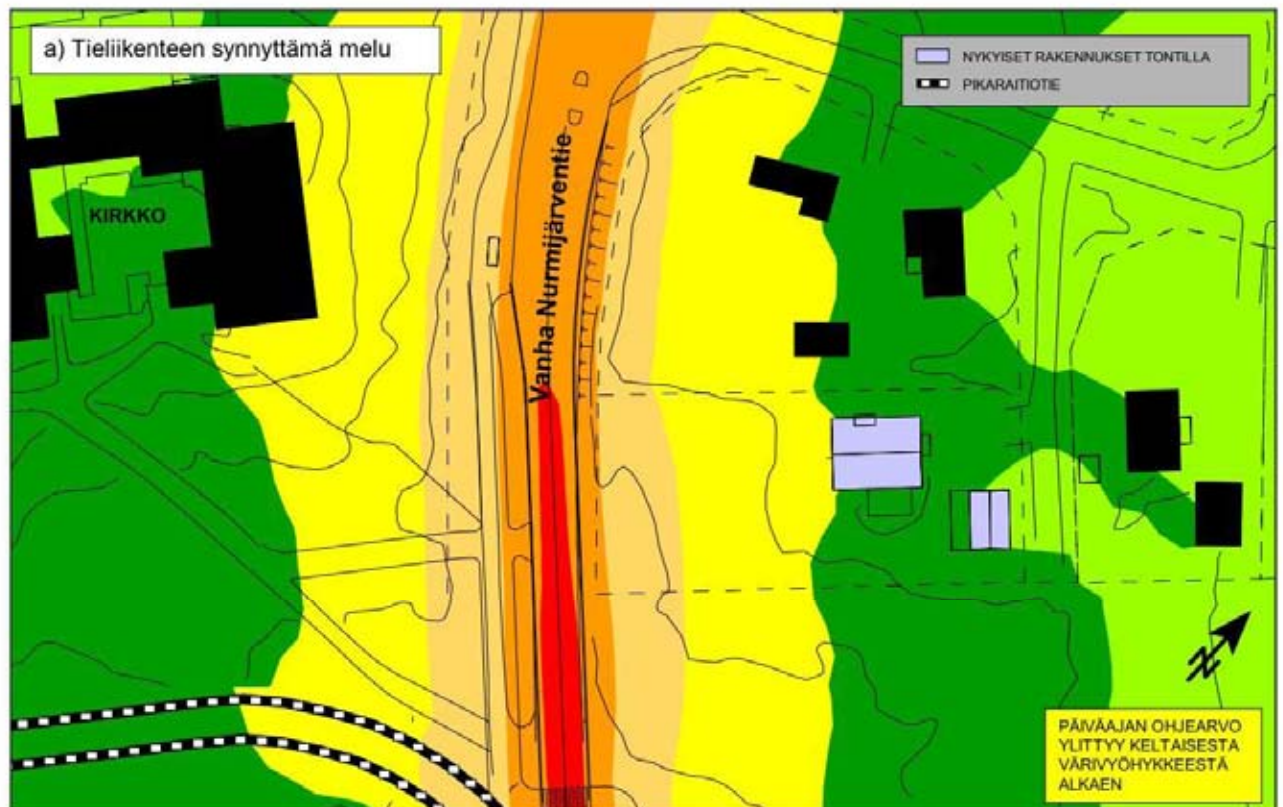 a) Tieliikenteen synnyttämä melu
NYKYISET RAKENNUKSET TONTILLA
PIKARAITIOTIE
KIRKKO
Vanha Nurmijärventie
N
PÄIVÄAJAN OHJEARVO
YLITTYY KELTAISESTA
VÄRIVYÖHYKKEESTÄ
ALKAEN